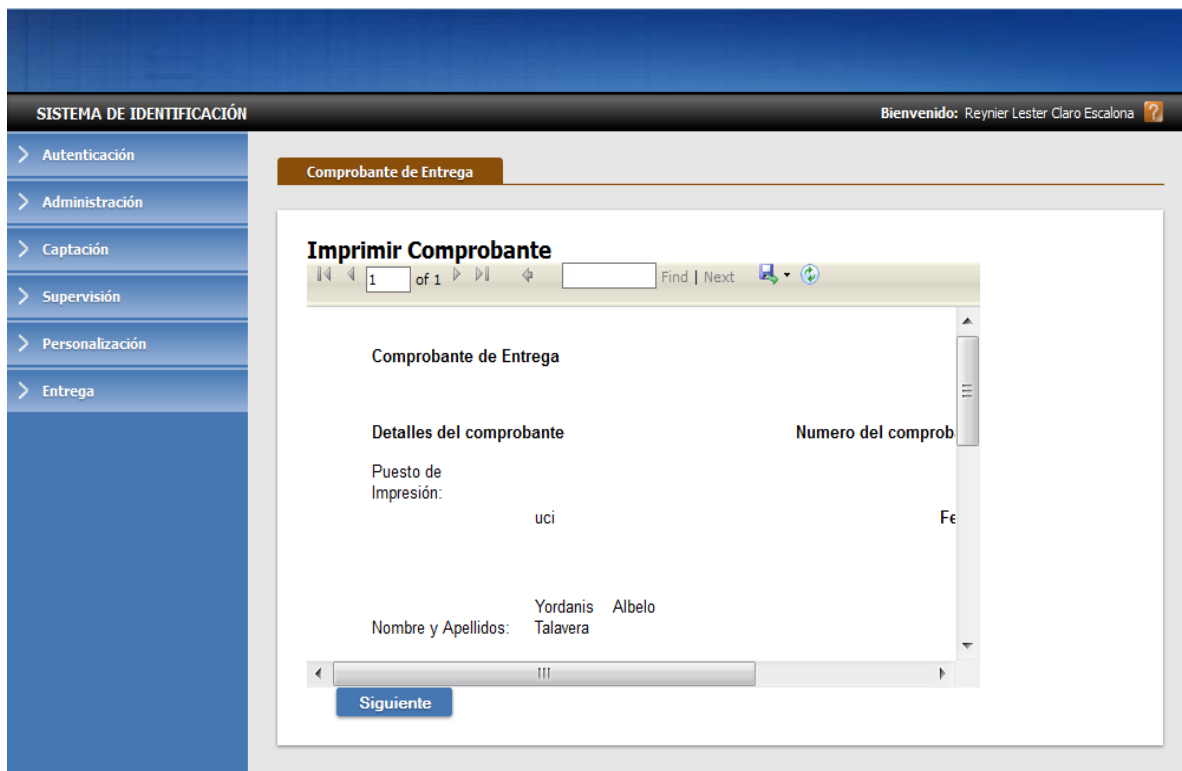 SISTEMA DE IDENTIFICACIÓN
Bienvenido: Reynier Lester Claro Escalona ?
Autenticación
Administración
Captación
Supervisión
Personalización
Entrega
Comprobante de Entrega
Imprimir Comprobante
1 of 1 Find | Next
Comprobante de Entrega
Detalles del comprobante Numero del comprob
Puesto de
Impresión:
uci Fe
Yordanis Albelo
Nombre y Apellidos: Talavera
Siguiente